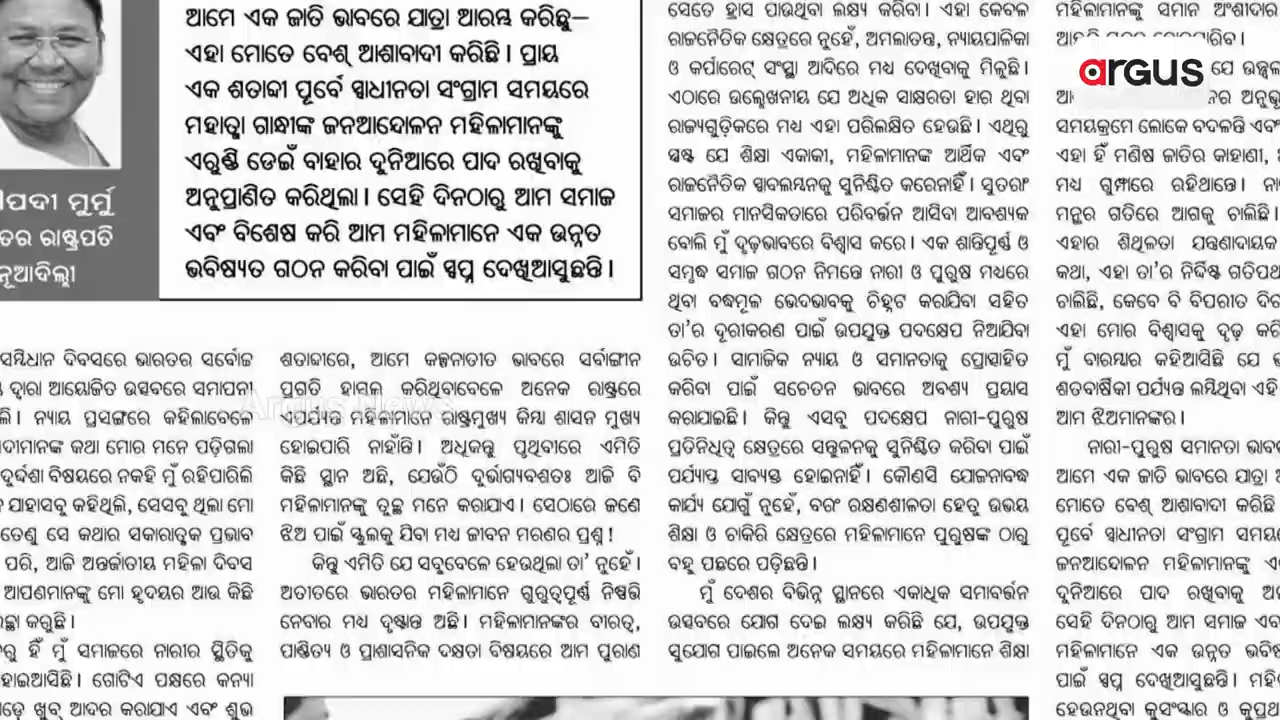 ଆମେ ଏକ ଜାତି ଭାବରେ ଯାତ୍ରା ଆରମ୍ଭ କରିଛୁ–
ଏହା ମୋତେ ବେଶ୍ ଆଶାବାଦୀ କରିଛି । ପ୍ରାୟ
ଏକ ଶତାବ୍ଦୀ ପୂର୍ବେ ସ୍ୱାଧୀନତା ସଂଗ୍ରାମ ସମୟରେ
ମହାତ୍ମା ଗାନ୍ଧୀଙ୍କ ଜନଆନ୍ଦୋଳନ ମହିଳାମାନଙ୍କୁ
ଏରୁଣ୍ଡି ଡେଇଁ ବାହାର ଦୁନିଆରେ ପାଦ ରଖିବାକୁ
ଅନୁପ୍ରାଣିତ କରିଥିଲା । ସେହି ଦିନଠାରୁ ଆମ ସମାଜ
ଏବଂ ବିଶେଷ କରି ଆମ ମହିଳାମାନେ ଏକ ଉନ୍ନତ
ଭବିଷ୍ୟତ ଗଠନ କରିବା ପାଇଁ ସ୍ୱପ୍ନ ଦେଖିଆସୁଛନ୍ତି ।
ପଦୀ ମୁର୍ମୁ
ତର ରାଷ୍ଟ୍ରପତି
ନୂଆଦିଲ୍ଲୀ
ସମ୍ବିଧାନ ଦିବସରେ ଭାରତର ସର୍ବୋଚ୍ଚ
ଦ୍ୱାରା ଆୟୋଜିତ ଉତ୍ସବରେ ସମାପନୀ
ଲି । ନ୍ୟାୟ ପ୍ରସଙ୍ଗରେ କହିଲାବେଳେ
ଦୀମାନଙ୍କ କଥା ମୋର ମନେ ପଡ଼ିଗଲା
ଦୁର୍ଦ୍ଦଶା ବିଷୟରେ ନକହି ମୁଁ ରହିପାରିଲି
ଯାହାସବୁ କହିଥିଲି, ସେସବୁ ଥିଲା ମୋ
ତେଣୁ ସେ କଥାର ସକାରାତ୍ମକ ପ୍ରଭାବ
ପରି, ଆଜି ଅନ୍ତର୍ଜାତୀୟ ମହିଳା ଦିବସ
ଆପଣମାନଙ୍କୁ ମୋ ହୃଦୟର ଆଉ କିଛି
ଚ୍ଛା କରୁଛି ।
ରୁ ହିଁ ମୁଁ ସମାଜରେ ନାରୀର ସ୍ଥିତିକୁ
ହୋଇଆସିଛି । ଗୋଟିଏ ପକ୍ଷରେ କନ୍ୟା
ଖୁବ୍ ଆଦର କରାଯାଏ ଏବଂ ଶୁଭ
ଶତାବ୍ଦୀରେ, ଆମେ କଳ୍ପନାତୀତ ଭାବରେ ସର୍ବାଙ୍ଗୀନ
ପ୍ରଗତି ହାସଲ କରିଥିବାବେଳେ ଅନେକ ରାଷ୍ଟ୍ରରେ
ଏପର୍ଯ୍ୟନ୍ତ ମହିଳାମାନେ ରାଷ୍ଟ୍ରମୁଖ୍ୟ କିମ୍ବା ଶାସନ ମୁଖ୍ୟ
ହୋଇପାରି ନାହାଁନ୍ତି । ଅଧିକନ୍ତୁ ପୃଥିବୀରେ ଏମିତି
କିଛି ସ୍ଥାନ ଅଛି, ଯେଉଁଠି ଦୁର୍ଭାଗ୍ୟବଶତଃ ଆଜି ବି
ମହିଳାମାନଙ୍କୁ ତୁଚ୍ଛ ମନେ କରାଯାଏ । ସେଠାରେ ଜଣେ
ଝିଅ ପାଇଁ ସ୍କୁଲକୁ ଯିବା ମଧ୍ୟ ଜୀବନ ମରଣର ପ୍ରଶ୍ନ !
କିନ୍ତୁ ଏମିତି ଯେ ସବୁବେଳେ ହେଉଥିଲା ତା’ ନୁହେଁ ।
ଅତୀତରେ ଭାରତର ମହିଳାମାନେ ଗୁରୁତ୍ୱପୂର୍ଣ୍ଣ ନିଷ୍ପତ୍ତି
ନେବାର ମଧ୍ୟ ଦୃଷ୍ଟାନ୍ତ ଅଛି । ମହିଳାମାନଙ୍କର ବୀରତ୍ୱ,
ପାଣ୍ଡିତ୍ୟ ଓ ପ୍ରାଶାସନିକ ଦକ୍ଷତା ବିଷୟରେ ଆମ ପୁରାଣ
ସେତେ ହ୍ରାସ ପାଉଥିବା ଲକ୍ଷ୍ୟ କରିବା । ଏହା କେବଳ
ରାଜନୈତିକ କ୍ଷେତ୍ରରେ ନୁହେଁ, ଅମଲାତନ୍ତ, ନ୍ୟାୟପାଳିକା
ଓ କର୍ପୋରେଟ୍ ସଂସ୍ଥା ଆଦିରେ ମଧ୍ୟ ଦେଖିବାକୁ ମିଳୁଛି ।
ଏଠାରେ ଉଲ୍ଲେଖନୀୟ ଯେ ଅଧିକ ସାକ୍ଷରତା ହାର ଥିବା
ରାଜ୍ୟଗୁଡ଼ିକରେ ମଧ୍ୟ ଏହା ପରିଲକ୍ଷିତ ହେଉଛି । ଏଥିରୁ
ସ୍ପଷ୍ଟ ଯେ ଶିକ୍ଷା ଏକାକୀ, ମହିଳାମାନଙ୍କ ଆର୍ଥିକ ଏବଂ
ରାଜନୈତିକ ସ୍ୱାବଲମ୍ବନକୁ ସୁନିଶ୍ଚିତ କରେନାହିଁ । ସୁତରାଂ
ସମାଜର ମାନସିକତାରେ ପରିବର୍ତ୍ତନ ଆସିବା ଆବଶ୍ୟକ
ବୋଲି ମୁଁ ଦୃଢ଼ଭାବରେ ବିଶ୍ୱାସ କରେ । ଏକ ଶାନ୍ତିପୂର୍ଣ୍ଣ ଓ
ସମୃଦ୍ଧ ସମାଜ ଗଠନ ନିମନ୍ତେ ନାରୀ ଓ ପୁରୁଷ ମଧ୍ୟରେ
ଥିବା ବଦ୍ଧମୂଳ ଭେଦଭାବକୁ ଚିହ୍ନଟ କରାଯିବା ସହିତ
ତା’ର ଦୂରୀକରଣ ପାଇଁ ଉପଯୁକ୍ତ ପଦକ୍ଷେପ ନିଆଯିବା
ଉଚିତ । ସାମାଜିକ ନ୍ୟାୟ ଓ ସମାନତାକୁ ପ୍ରୋତ୍ସାହିତ
କରିବା ପାଇଁ ସଚେତନ ଭାବରେ ଅବଶ୍ୟ ପ୍ରୟାସ
କରାଯାଇଛି । କିନ୍ତୁ ଏସବୁ ପଦକ୍ଷେପ ନାରୀ-ପୁରୁଷ
ପ୍ରତିନିଧିତ୍ୱ କ୍ଷେତ୍ରରେ ସନ୍ତୁଳନକୁ ସୁନିଶ୍ଚିତ କରିବା ପାଇଁ
ପର୍ଯ୍ୟାପ୍ତ ସାବ୍ୟସ୍ତ ହୋଇନାହିଁ । କୌଣସି ଯୋଜନାବଦ୍ଧ
କାର୍ଯ୍ୟ ଯୋଗୁଁ ନୁହେଁ, ବରଂ ରକ୍ଷଣଶୀଳତା ହେତୁ ଉଭୟ
ଶିକ୍ଷା ଓ ଚାକିରି କ୍ଷେତ୍ରରେ ମହିଳାମାନେ ପୁରୁଷଙ୍କ ଠାରୁ
ବହୁ ପଛରେ ପଡ଼ିଛନ୍ତି ।
ମୁଁ ଦେଶର ବିଭିନ୍ନ ସ୍ଥାନରେ ଏକାଧିକ ସମାବର୍ତ୍ତନ
ଉତ୍ସବରେ ଯୋଗ ଦେଇ ଲକ୍ଷ୍ୟ କରିଛି ଯେ, ଉପଯୁକ୍ତ
ସୁଯୋଗ ପାଇଲେ ଅନେକ ସମୟରେ ମହିଳାମାନେ ଶିକ୍ଷା
ମହିଳାମାନଙ୍କୁ ସମାନ ଅଂଶୀଦାର
argus
ଯେ ଉଜ୍ଜ୍ୱଳ
ସମୟକ୍ରମେ ଲୋକେ ବଦଳନ୍ତି ଏବଂ
ଏହା ହିଁ ମଣିଷ ଜାତିର କାହାଣୀ,
ମଧ୍ୟ ଗୁମ୍ଫାରେ ରହିଥାନ୍ତେ ।
ମନ୍ଥର ଗତିରେ ଆଗକୁ ଚାଲିଛି ।
ଏହାର ଶିଥିଳତା ଯନ୍ତ୍ରଣାଦାୟକ
କଥା, ଏହା ତା’ର ନିର୍ଦ୍ଦିଷ୍ଟ ଗତିପଥ
ଚାଲିଛି, କେବେ ବି ବିପରୀତ
ଏହା ମୋର ବିଶ୍ୱାସକୁ ଦୃଢ଼
ମୁଁ ବାରମ୍ବାର କହିଆସିଛି ଯେ
ଶତବାର୍ଷିକୀ ପର୍ଯ୍ୟନ୍ତ ଲମ୍ବିଥିବା ଏହି
ଆମ ଝିଅମାନଙ୍କର ।
ନାରୀ-ପୁରୁଷ ସମାନତା ଭାବ
ଆମେ ଏକ ଜାତି ଭାବରେ ଯାତ୍ରା
ମୋତେ ବେଶ୍ ଆଶାବାଦୀ କରିଛି
ପୂର୍ବେ ସ୍ୱାଧୀନତା ସଂଗ୍ରାମ
ଜନଆନ୍ଦୋଳନ ମହିଳାମାନଙ୍କୁ
ଦୁନିଆରେ ପାଦ ରଖିବାକୁ
ସେହି ଦିନଠାରୁ ଆମ ସମାଜ
ମହିଳାମାନେ ଏକ ଉନ୍ନତ
ପାଇଁ ସ୍ୱପ୍ନ ଦେଖିଆସୁଛନ୍ତି ।
ହେଉନଥିବା କୁସଂସ୍କାର ଓ
Argus News